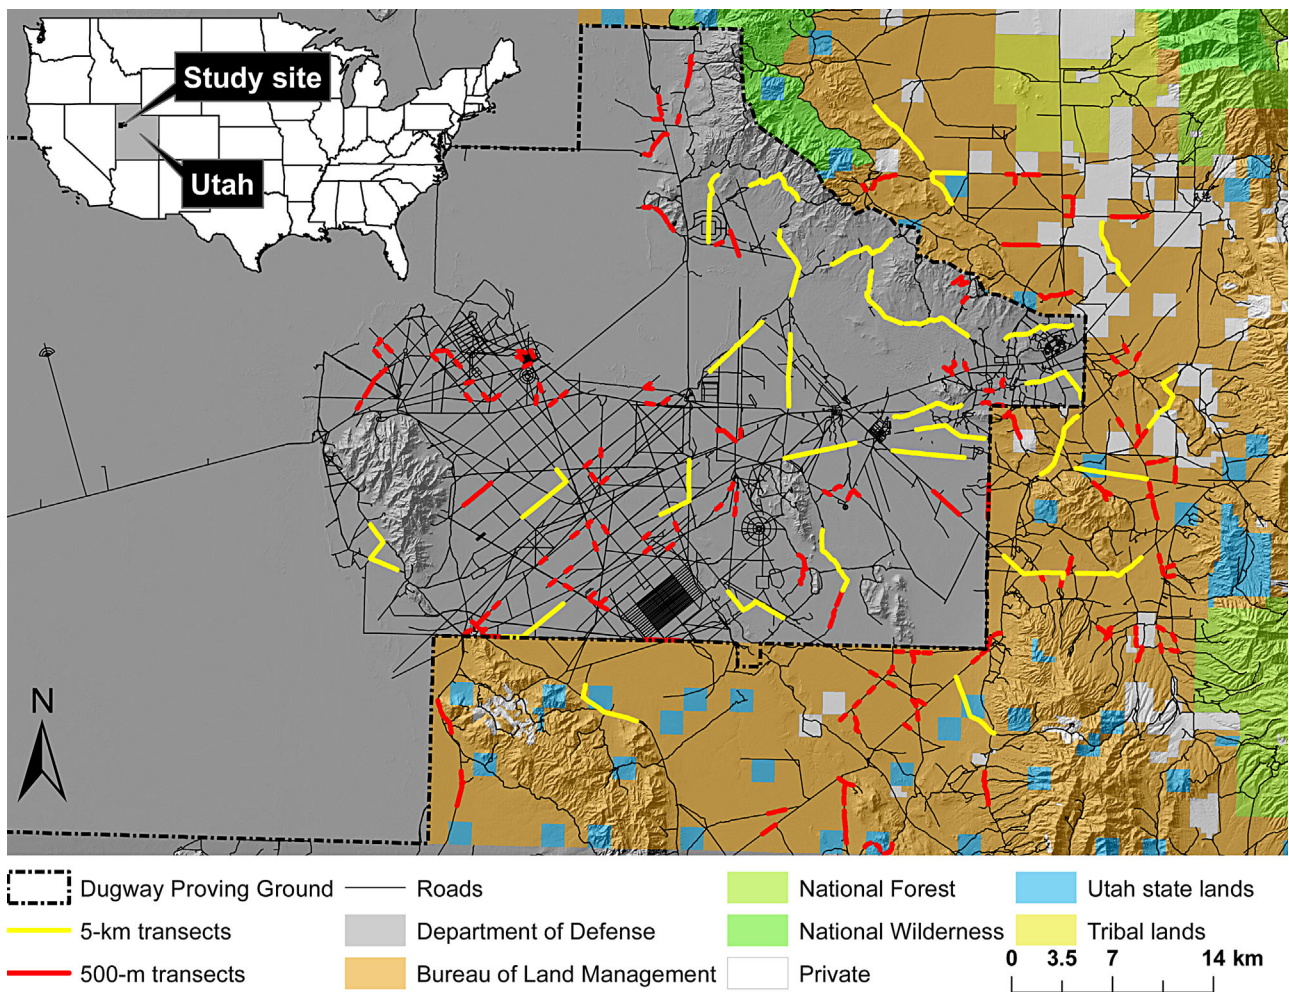 Study site
Utah
N
Dugway Proving Ground
Roads
National Forest
Utah state lands
5-km transects
Department of Defense
National Wilderness
Tribal lands
500-m transects
Bureau of Land Management
Private
0 3.5 7 14 km